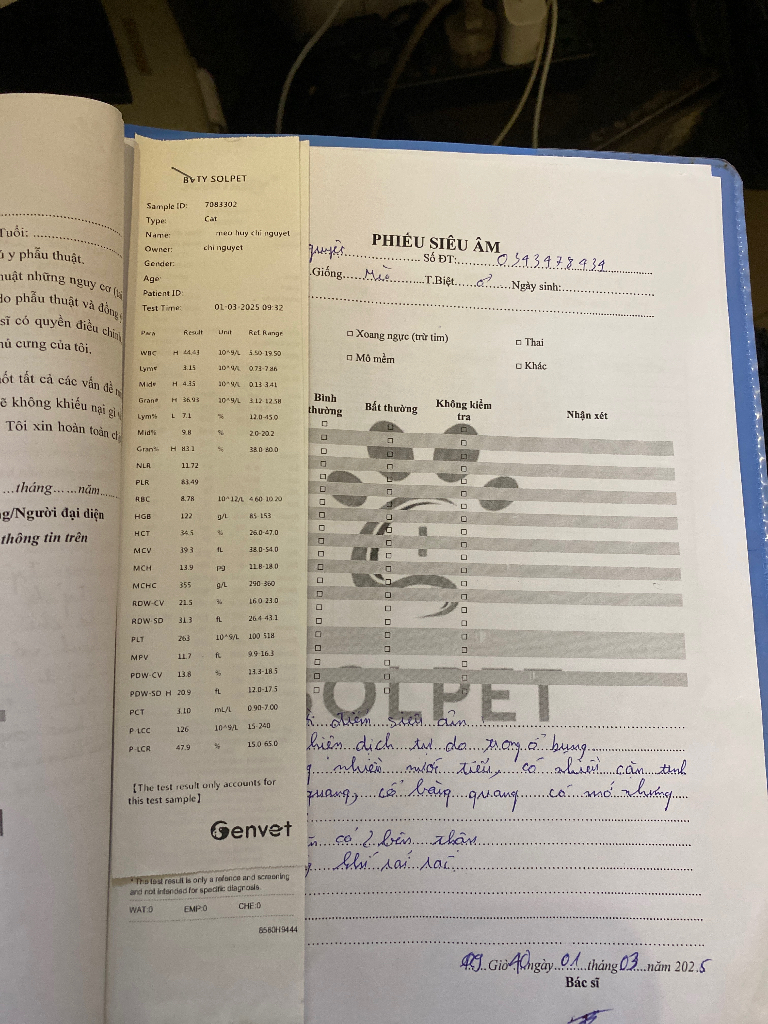 Tuổi: ..................
y phẫu thuật.
thuật những nguy cơ
do phẫu thuật và đồng
sĩ có quyền điều chỉnh
thú cưng của tôi.
tốt tất cả các vấn đề
sẽ không khiếu nại gì
Tôi xin hoàn toàn
...tháng......năm......
Người đại diện
thông tin trên
BVTY SOLPET
Sample ID: 7083302
Type: Cat
Name: meo huy chi nguyet
Owner: chi nguyet
Gender:
Age:
Patient ID:
Test Time: 01-03-2025 09:32
Para Result Unit Ref. Range
WBC H 44.43 10^9/L 5.50-19.50
Lym# 3.15 10^9/L 0.73-7.86
Mid# H 4.35 10^9/L 0.13-3.41
Gran# H 36.93 10^9/L 3.12-12.58
Lym% L 7.1 % 12.0-45.0
Mid% 9.8 % 2.0-20.2
Gran% H 83.1 % 38.0-80.0
NLR 11.72
PLR 83.49
RBC 8.78 10^12/L 4.60-10.20
HGB 122 g/L 85-153
HCT 34.5 % 26.0-47.0
MCV 39.3 fL 38.0-54.0
MCH 13.9 pg 11.8-18.0
MCHC 355 g/L 290-360
RDW-CV 21.5 % 16.0-23.0
RDW-SD 31.3 fL 26.4-43.1
PLT 263 10^9/L 100-518
MPV 11.7 fL 9.9-16.3
PDW-CV 13.8 % 13.3-18.5
PDW-SD H 20.9 fL 12.0-17.5
PCT 3.10 mL/L 0.90-7.00
P-LCC 126 10^9/L 15-240
P-LCR 47.9 % 15.0-65.0
【The test result only accounts for
this test sample】
Genvet
* The last result is only a refence and screening
and not intended for specific diagnosis.
WAT:0 EMP:0 CHE:0
8580H9444
PHIẾU SIÊU ÂM
Số ĐT: 0343478434
Giống Mèo T.Biệt ♂ Ngày sinh:
□ Xoang ngực (trừ tim) □ Thai
□ Mô mềm □ Khác
Bình thường Bất thường Không kiểm tra Nhận xét
SOLPET
điểm siêu âm
hiện dịch tự do trong ổ bụng
nhiều nước tiểu, có nhiều cặn tinh
quang, cổ bàng quang có mở nhưng
có 2 bên thận
khí rải rác
09 Giờ 40 ngày 01 tháng 03 năm 2025
Bác sĩ